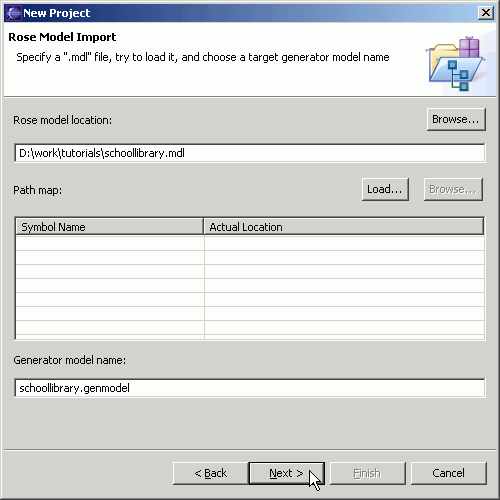 New Project
Rose Model Import
Specify a ".mdl" file, try to load it, and choose a target generator model name
Rose model location:
Browse...
D:\work\tutorials\schoollibrary.mdl
Path map:
Load...
Browse...
Symbol Name
Actual Location
Generator model name:
schoollibrary.genmodel
< Back
Next >
Finish
Cancel